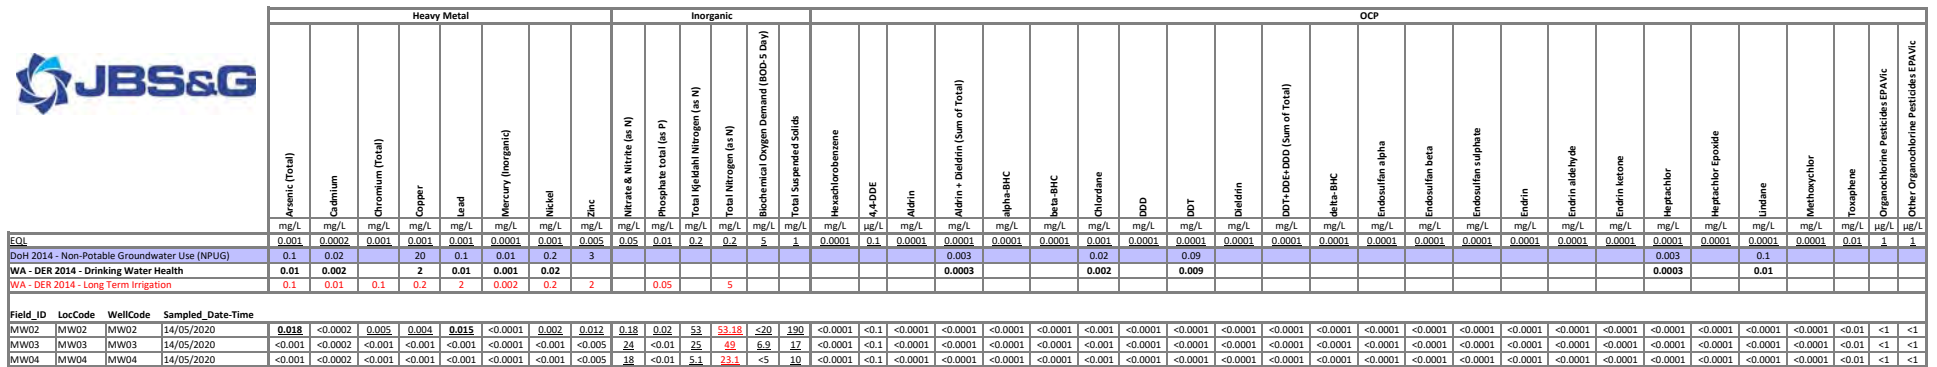 JBS&G
Heavy Metal Inorganic OCP
Arsenic (Total) Cadmium Chromium (Total) Copper Lead Mercury (Inorganic) Nickel Zinc Nitrate & Nitrite (as N) Phosphate total (as P) Total Kjeldahl Nitrogen (as N) Total Nitrogen (as N) Biochemical Oxygen Demand (BOD-5 Day) Total Suspended Solids Hexachlorobenzene 4,4-DDE Aldrin Aldrin + Dieldrin (Sum of Total) alpha-BHC beta-BHC Chlordane DDD DDT Dieldrin DDT+DDE+DDD (Sum of Total) delta-BHC Endosulfan alpha Endosulfan beta Endosulfan sulphate Endrin Endrin aldehyde Endrin ketone Heptachlor Heptachlor Epoxide Lindane Methoxychlor Toxaphene Organochlorine Pesticides EPAVic Other Organochlorine Pesticides EPAVic
mg/L mg/L mg/L mg/L mg/L mg/L mg/L mg/L mg/L mg/L mg/L mg/L mg/L mg/L mg/L µg/L mg/L mg/L mg/L mg/L mg/L mg/L mg/L mg/L mg/L mg/L mg/L mg/L mg/L mg/L mg/L mg/L mg/L mg/L mg/L mg/L mg/L µg/L µg/L
EQL 0.001 0.0002 0.001 0.001 0.001 0.0001 0.001 0.005 0.05 0.01 0.2 0.2 5 1 0.0001 0.1 0.0001 0.0001 0.0001 0.0001 0.001 0.0001 0.0001 0.0001 0.0001 0.0001 0.0001 0.0001 0.0001 0.0001 0.0001 0.0001 0.0001 0.0001 0.0001 0.0001 0.01 1 1
DoH 2014 - Non-Potable Groundwater Use (NPUG) 0.1 0.02 20 0.1 0.01 0.2 3 0.003 0.02 0.09 0.003 0.1
WA - DER 2014 - Drinking Water Health 0.01 0.002 2 0.01 0.001 0.02 0.0003 0.002 0.009 0.0003 0.01
WA - DER 2014 - Long Term Irrigation 0.1 0.01 0.1 0.2 2 0.002 0.2 2 0.05 5
Field_ID LocCode WellCode Sampled_Date-Time
MW02 MW02 MW02 14/05/2020 0.018 <0.0002 0.005 0.004 0.015 <0.0001 0.002 0.012 0.18 0.02 53 53.18 <20 190 <0.0001 <0.1 <0.0001 <0.0001 <0.0001 <0.0001 <0.001 <0.0001 <0.0001 <0.0001 <0.0001 <0.0001 <0.0001 <0.0001 <0.0001 <0.0001 <0.0001 <0.0001 <0.0001 <0.0001 <0.0001 <0.0001 <0.01 <1 <1
MW03 MW03 MW03 14/05/2020 <0.001 <0.0002 <0.001 <0.001 <0.001 <0.0001 <0.001 <0.005 24 <0.01 25 49 6.9 17 <0.0001 <0.1 <0.0001 <0.0001 <0.0001 <0.0001 <0.001 <0.0001 <0.0001 <0.0001 <0.0001 <0.0001 <0.0001 <0.0001 <0.0001 <0.0001 <0.0001 <0.0001 <0.0001 <0.0001 <0.0001 <0.0001 <0.01 <1 <1
MW04 MW04 MW04 14/05/2020 <0.001 <0.0002 <0.001 <0.001 <0.001 <0.0001 <0.001 <0.005 18 <0.01 5.1 23.1 <5 10 <0.0001 <0.1 <0.0001 <0.0001 <0.0001 <0.0001 <0.001 <0.0001 <0.0001 <0.0001 <0.0001 <0.0001 <0.0001 <0.0001 <0.0001 <0.0001 <0.0001 <0.0001 <0.0001 <0.0001 <0.0001 <0.0001 <0.01 <1 <1